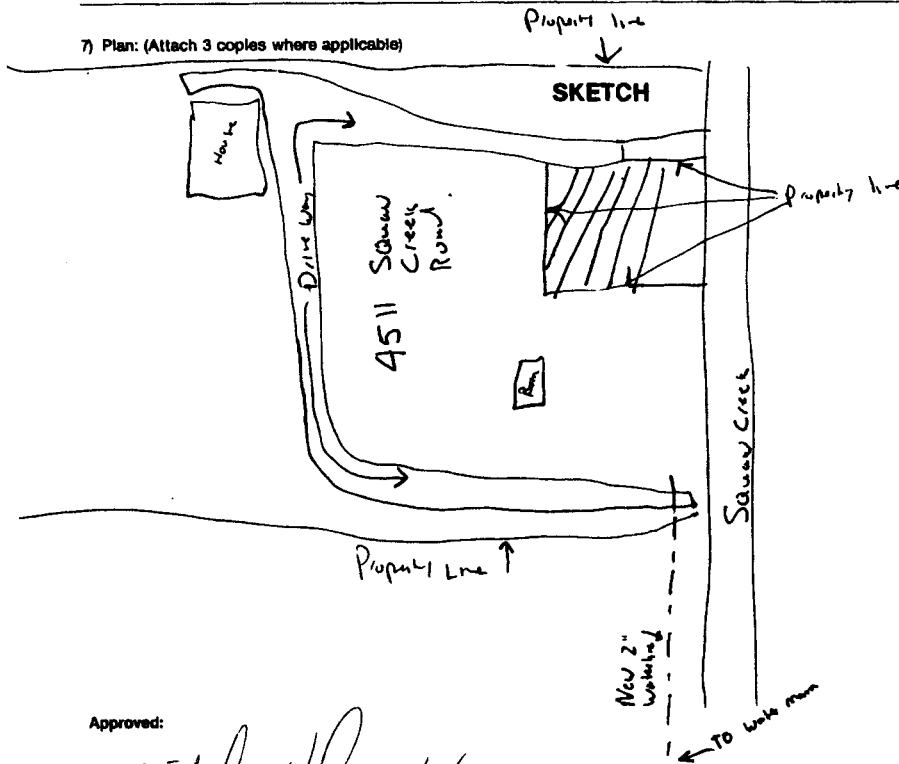 Property line
7) Plan: (Attach 3 copies where applicable)
SKETCH
House
Property line
Drive Way
4511 Squaw
Creek
Road.
Barn
Squaw Creek
Property Line
New 2"
Waterline
TO water main
Approved: